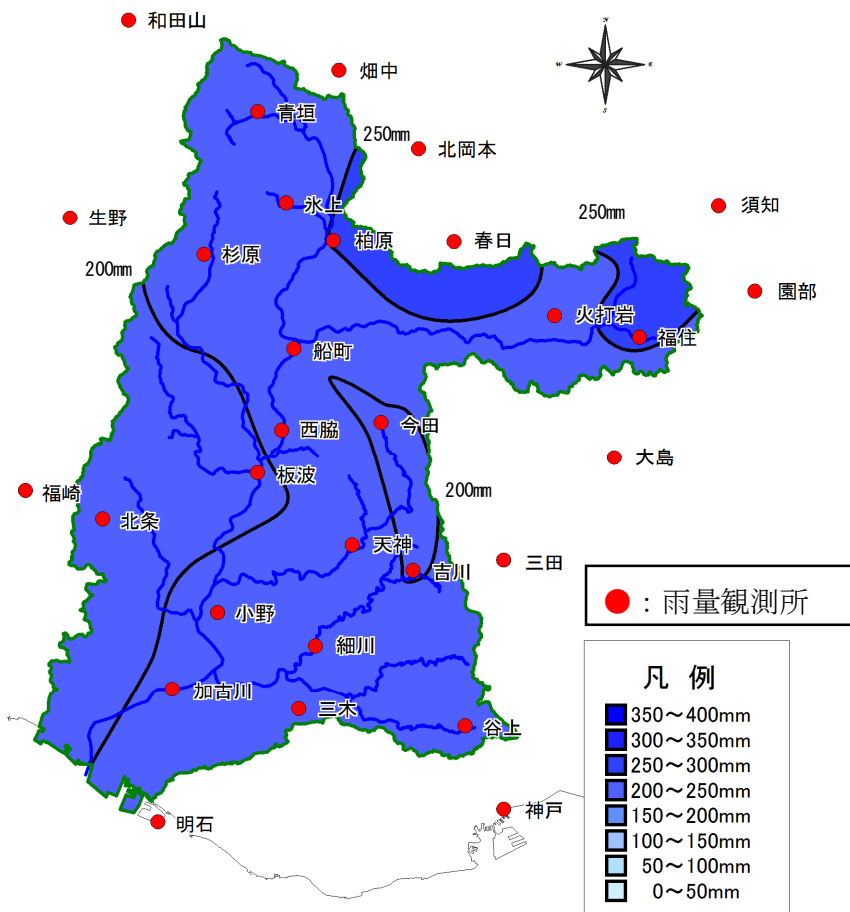 和田山
N
畑中
W
E
S
青垣
250mm
北岡本
氷上
須知
生野
250mm
柏原
春日
杉原
200mm
園部
火打岩
福住
船町
今田
西脇
大島
板波
福崎
200mm
北条
天神
三田
吉川
●：雨量観測所
小野
細川
凡 例
加古川
三木
350～400mm
谷上
300～350mm
250～300mm
200～250mm
神戸
150～200mm
明石
100～150mm
50～100mm
0～50mm